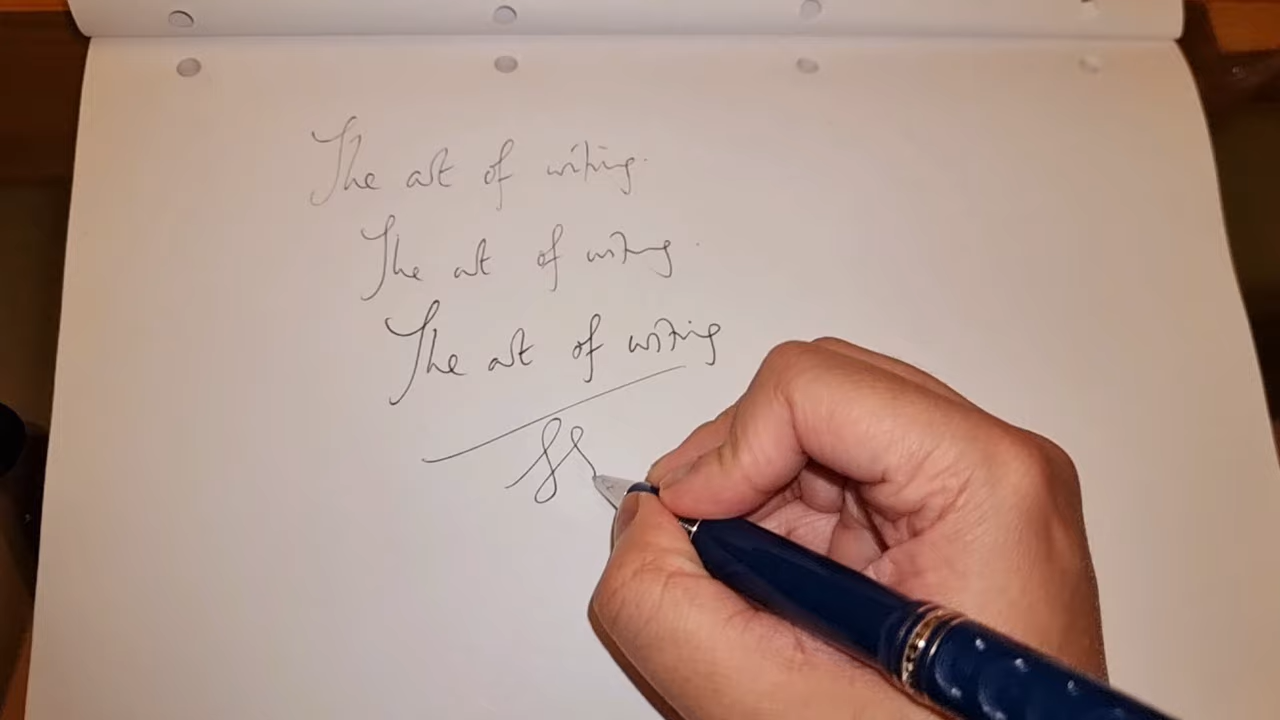 The art of writing.
The art of writing.
The art of writing